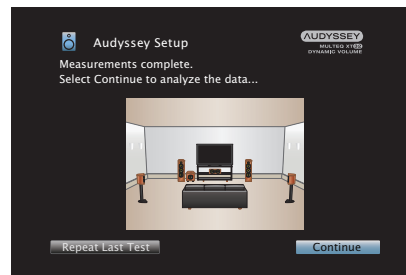 Audyssey Setup
AUDYSSEY
MULTEQ XT32
DYNAMIC VOLUME
Measurements complete.
Select Continue to analyze the data...
Repeat Last Test
Continue